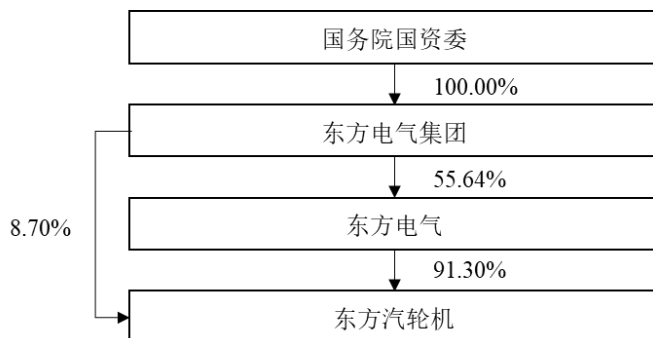 国务院国资委
100.00%
东方电气集团
55.64%
东方电气
8.70%
91.30%
东方汽轮机